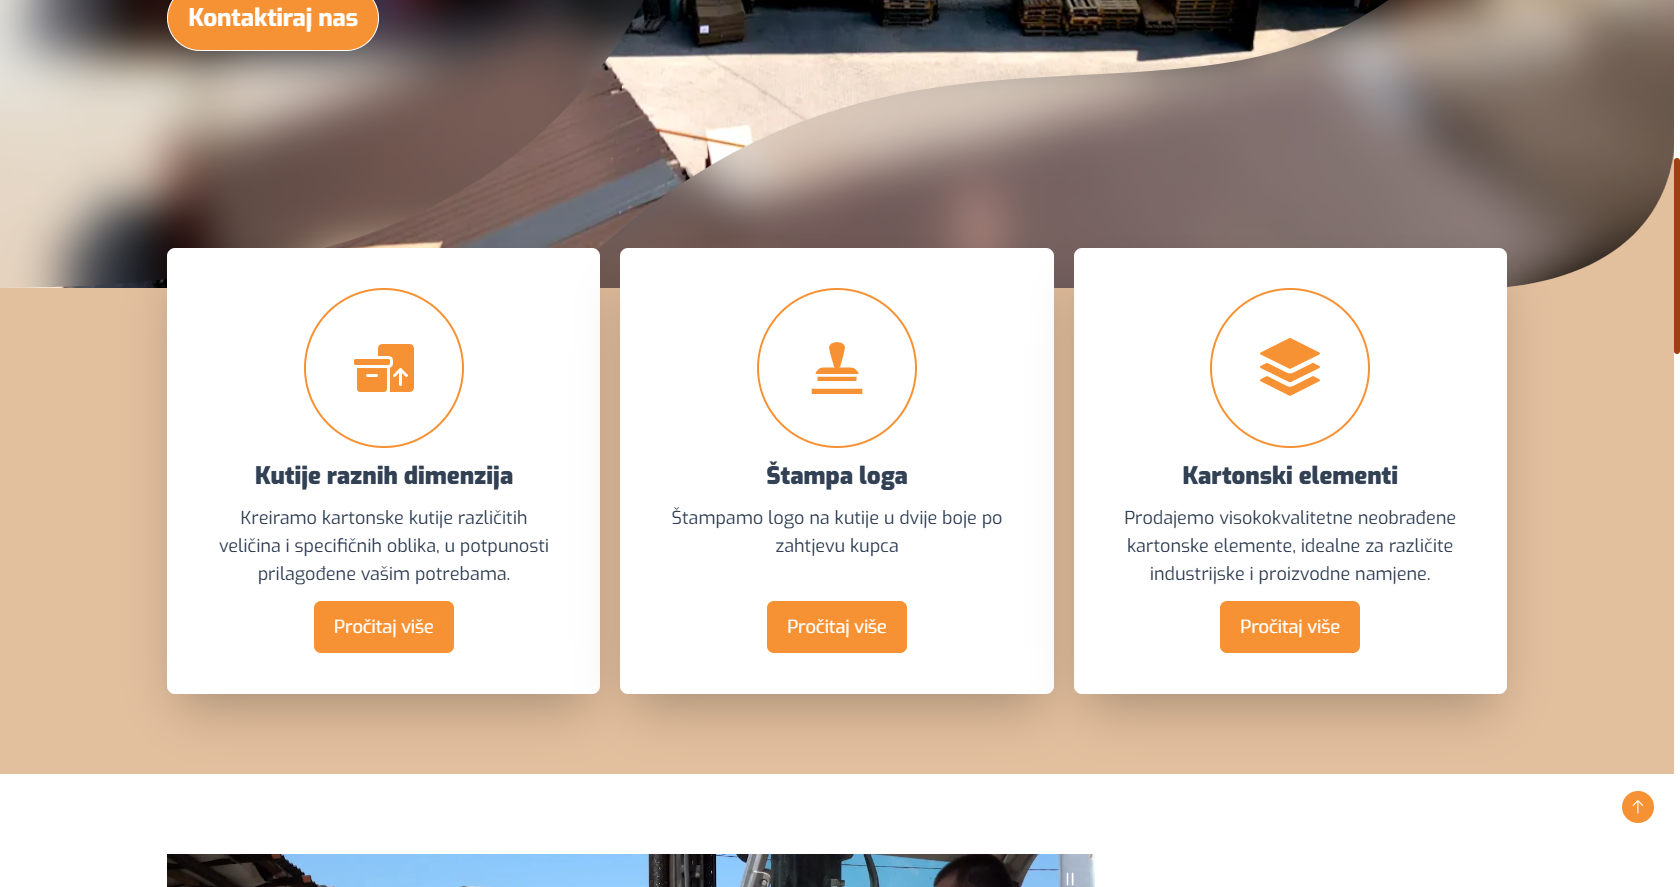 Kontaktiraj nas
Kutije raznih dimenzija
Kreiramo kartonske kutije različitih
veličina i specifičnih oblika, u potpunosti
prilagođene vašim potrebama.
Pročitaj više
Štampa loga
Štampamo logo na kutije u dvije boje po
zahtjevu kupca
Pročitaj više
Kartonski elementi
Prodajemo visokokvalitetne neobrađene
kartonske elemente, idealne za različite
industrijske i proizvodne namjene.
Pročitaj više